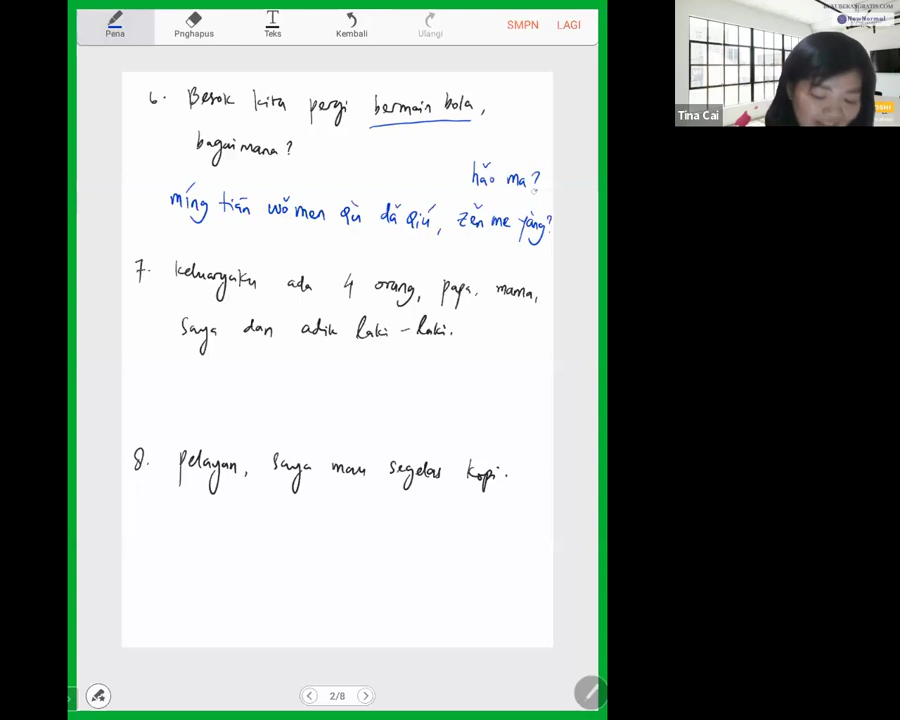 Pena
Pnghapus
Teks
Kembali
Ulangi
SMPN
LAGI
6. Besok kita pergi bermain bola,
bagaimana?
hǎo ma?
míng tiān wǒ men qù dǎ qiú, zěn me yàng?
7. Keluargaku ada 4 orang, papa, mama,
saya dan adik laki-laki.
8. pelayan, saya mau segelas kopi.
2/8
NewNormal
Tina Cai